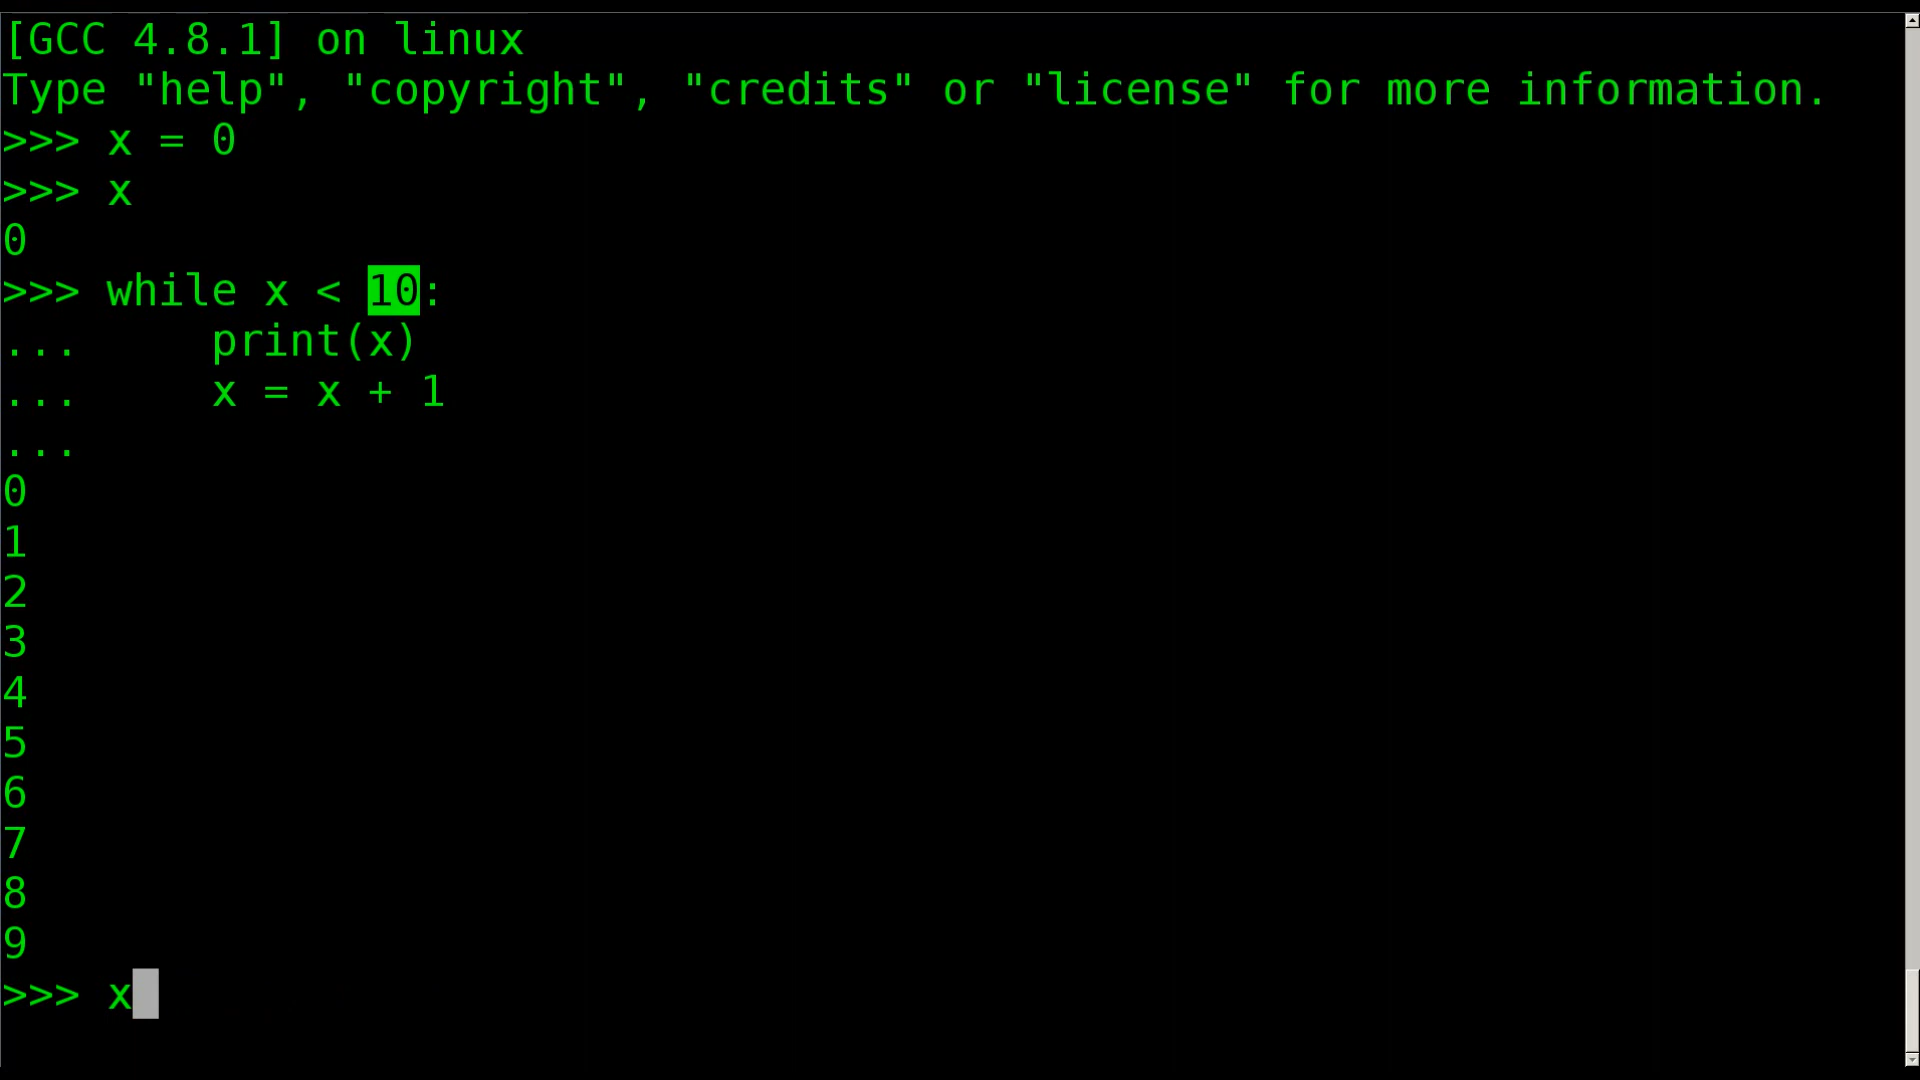 [GCC 4.8.1] on linux
Type "help", "copyright", "credits" or "license" for more information.
>>> x = 0
>>> x
0
>>> while x < 10:
...     print(x)
...     x = x + 1
...
0
1
2
3
4
5
6
7
8
9
>>> x